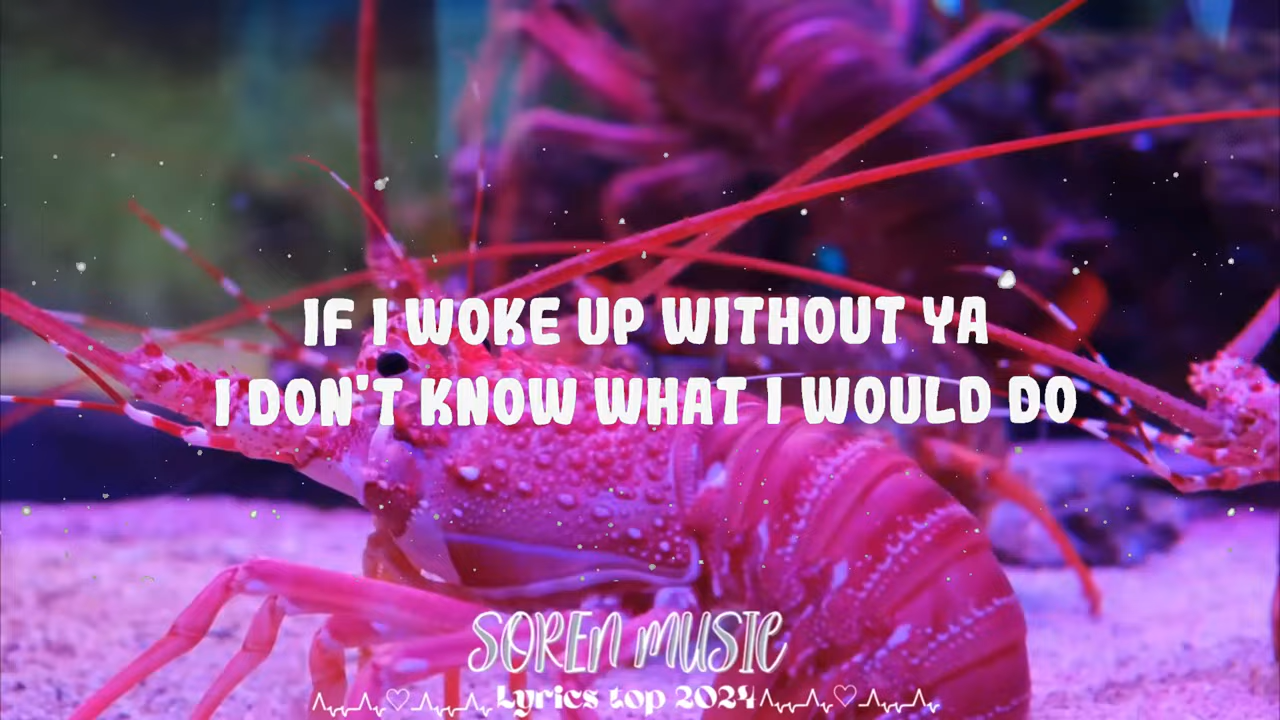 IF I WOKE UP WITHOUT YA
I DON'T KNOW WHAT I WOULD DO
SOREN MUSIC
Lyrics top 2024